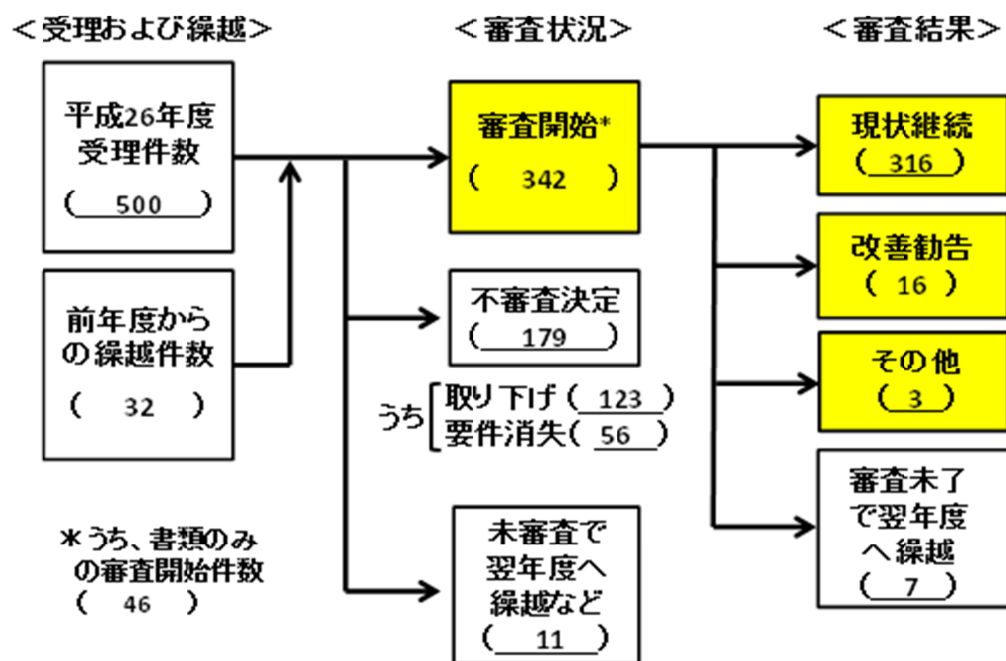 ＜受理および繰越＞
平成26年度
受理件数
( 500 )
前年度から
の繰越件数
( 32 )
＊うち、書類のみ
の審査開始件数
( 46 )
＜審査状況＞
審査開始*
( 342 )
不審査決定
( 179 )
うち
取り下げ ( 123 )
要件消失( 56 )
未審査で
翌年度へ
繰越など
( 11 )
＜審査結果＞
現状継続
( 316 )
改善勧告
( 16 )
その他
( 3 )
審査未了
で翌年度
へ繰越
( 7 )